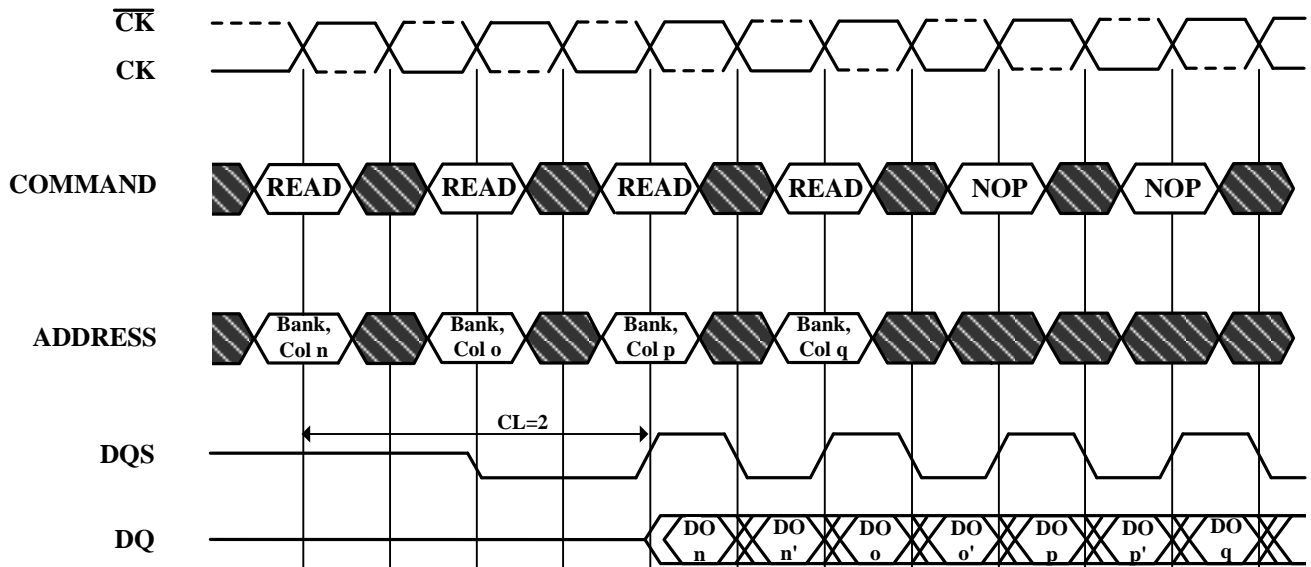 C̅K̅
CK
COMMAND
READ
READ
READ
READ
NOP
NOP
ADDRESS
Bank,
Col n
Bank,
Col o
Bank,
Col p
Bank,
Col q
CL=2
DQS
DQ
DO
n
DO
n'
DO
o
DO
o'
DO
p
DO
p'
DO
q